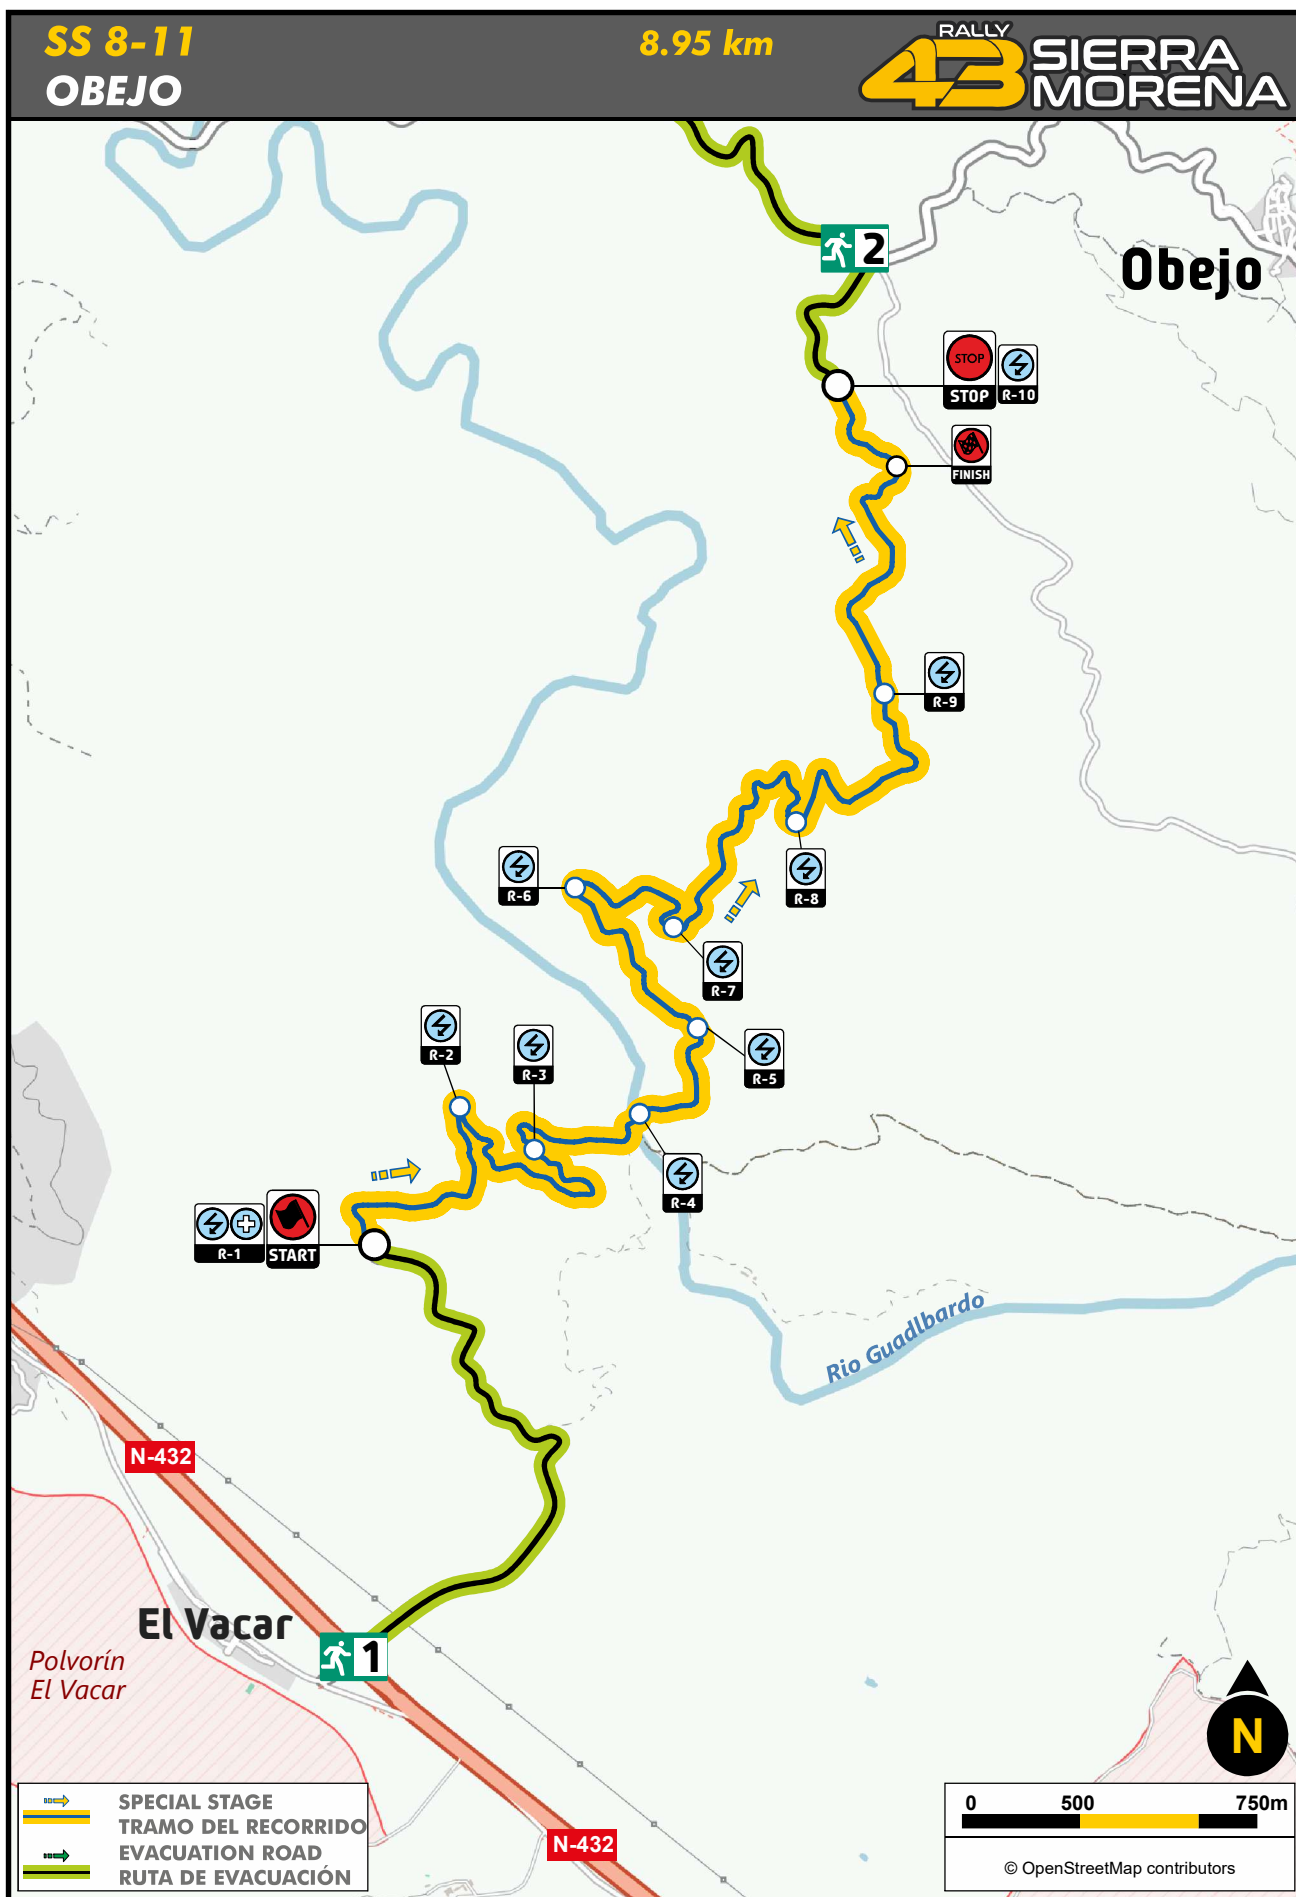 SS 8-11
OBEJO
8.95 km
RALLY
43 SIERRA
MORENA
2
Obejo
STOP
STOP
R-10
FINISH
R-9
R-8
R-6
R-7
R-2
R-3
R-5
R-4
R-1
START
Rio Guadlbardo
N-432
El Vacar
1
Polvorín
El Vacar
N
N-432
SPECIAL STAGE
TRAMO DEL RECORRIDO
EVACUATION ROAD
RUTA DE EVACUACIÓN
0 500 750m
© OpenStreetMap contributors